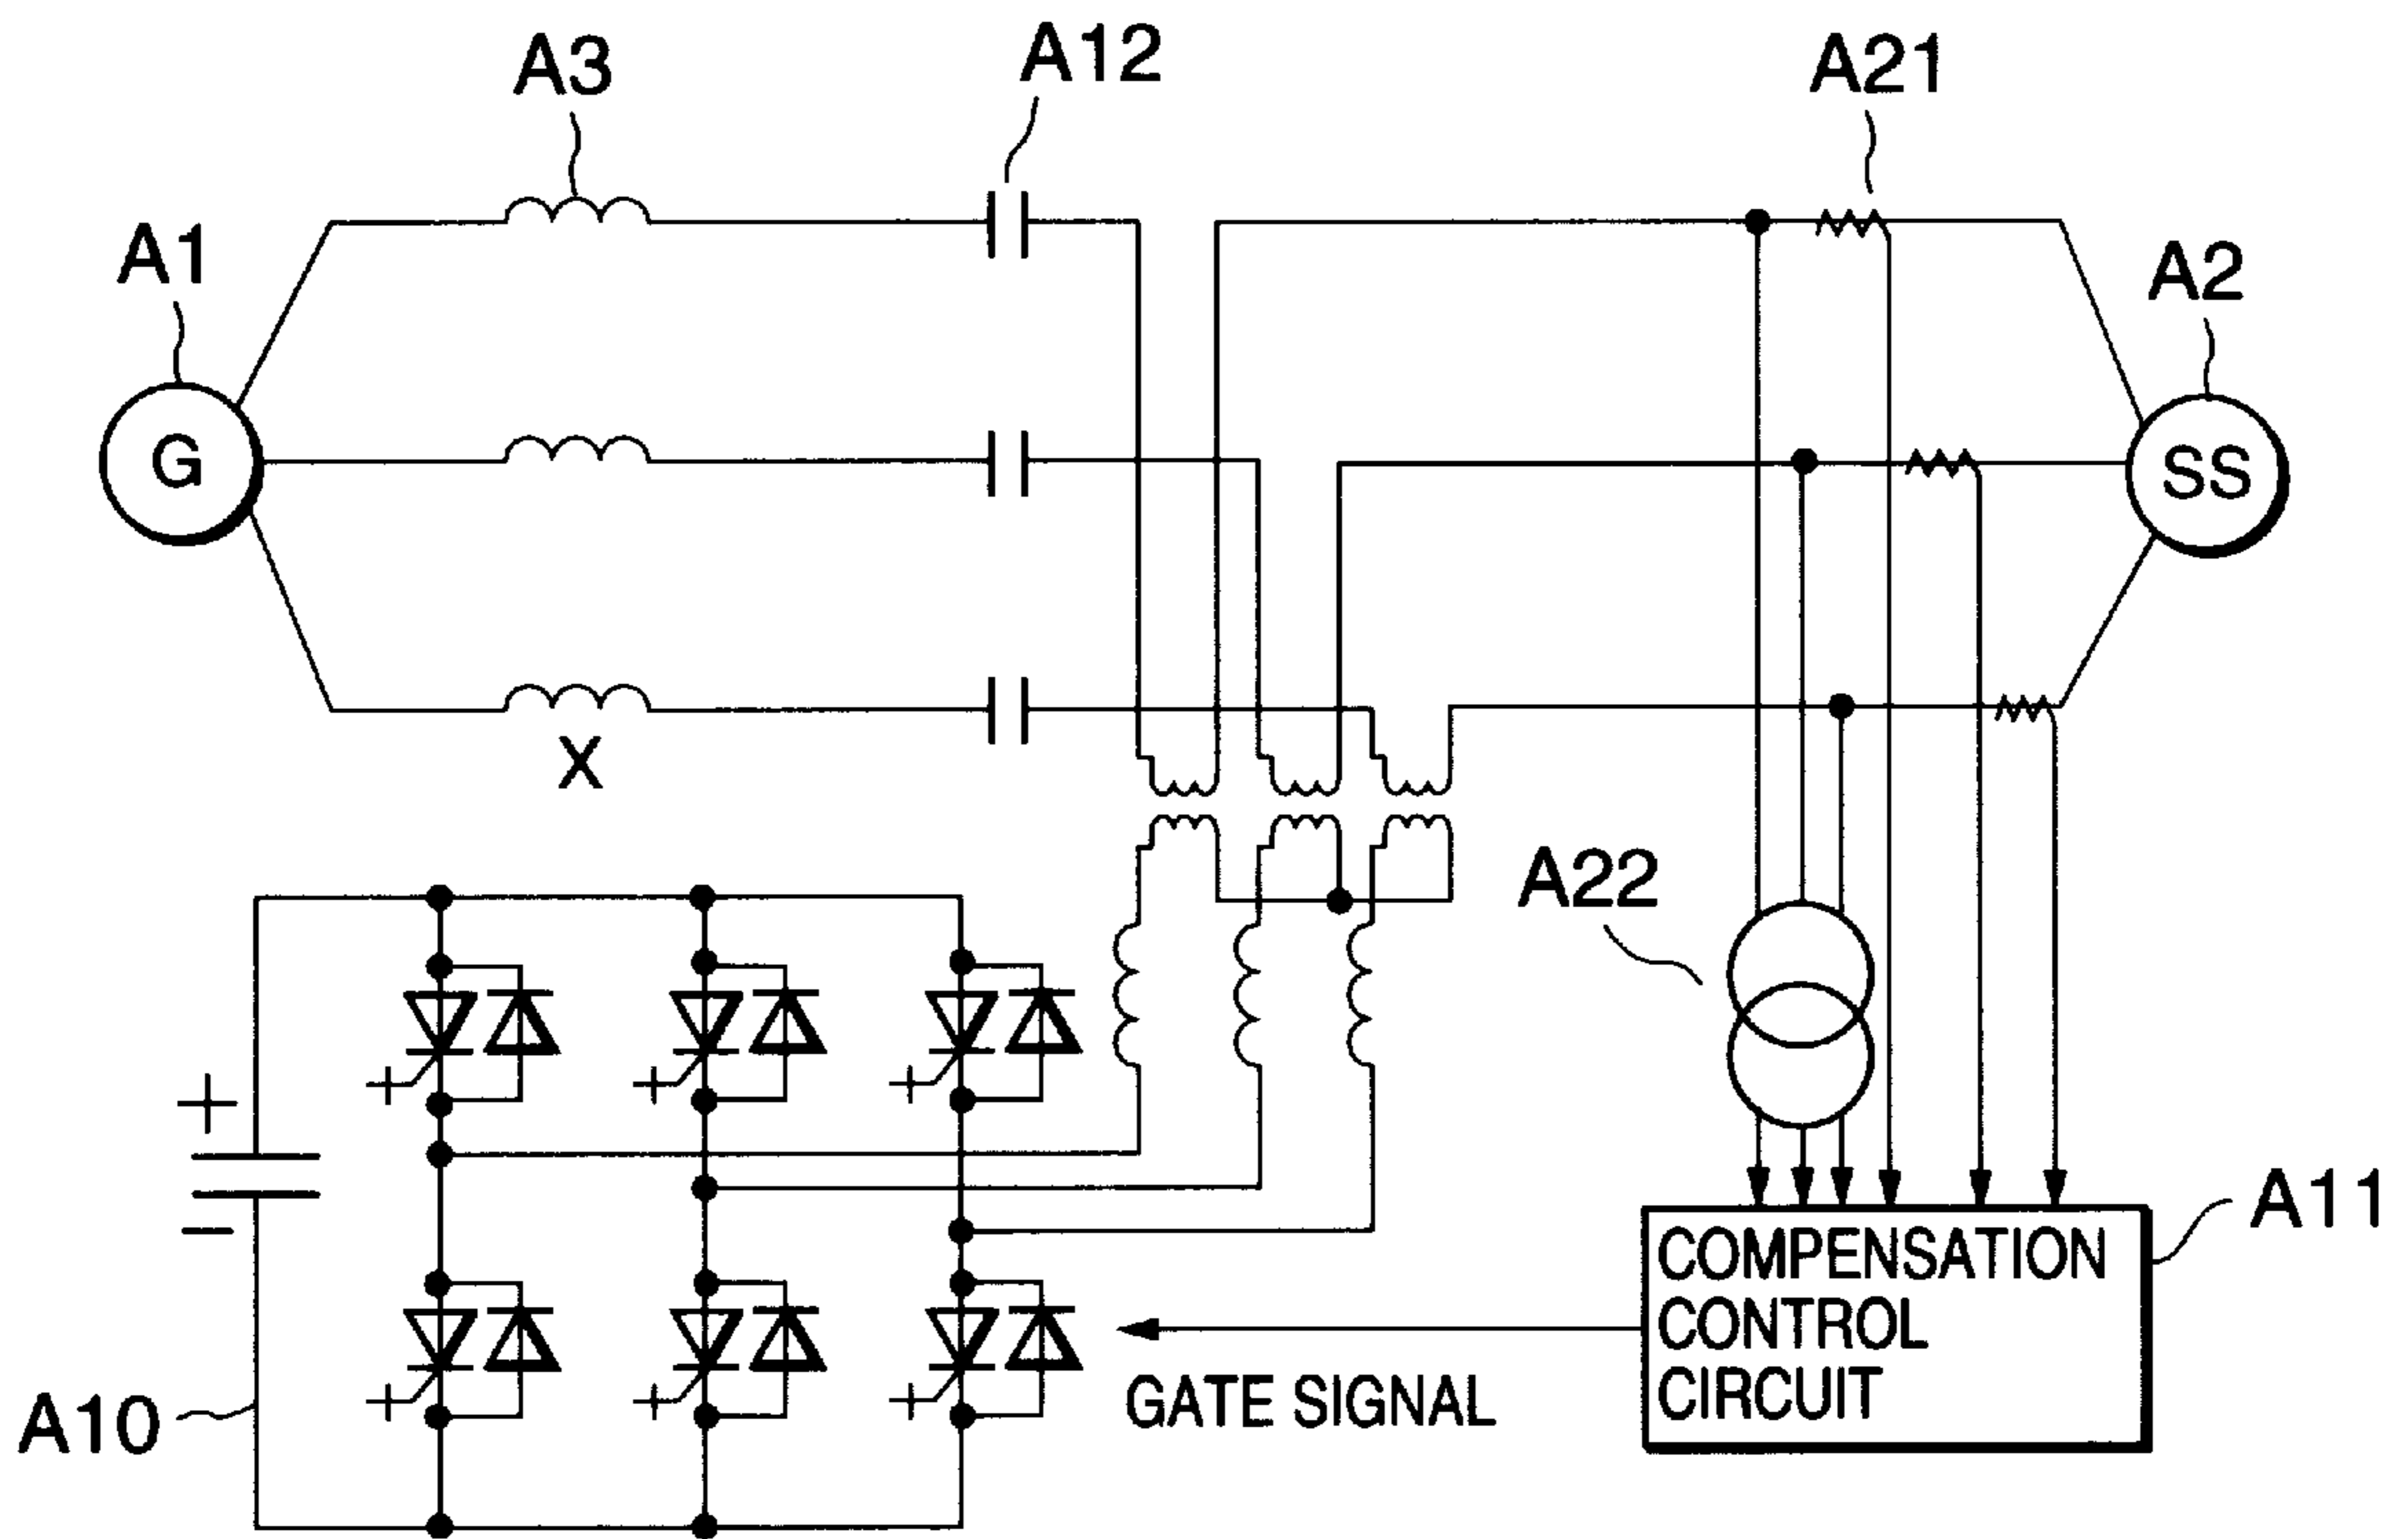 A3
A12
A21
A1
A2
G
SS
X
A22
+
−
A11
COMPENSATION
CONTROL
CIRCUIT
GATE SIGNAL
A10